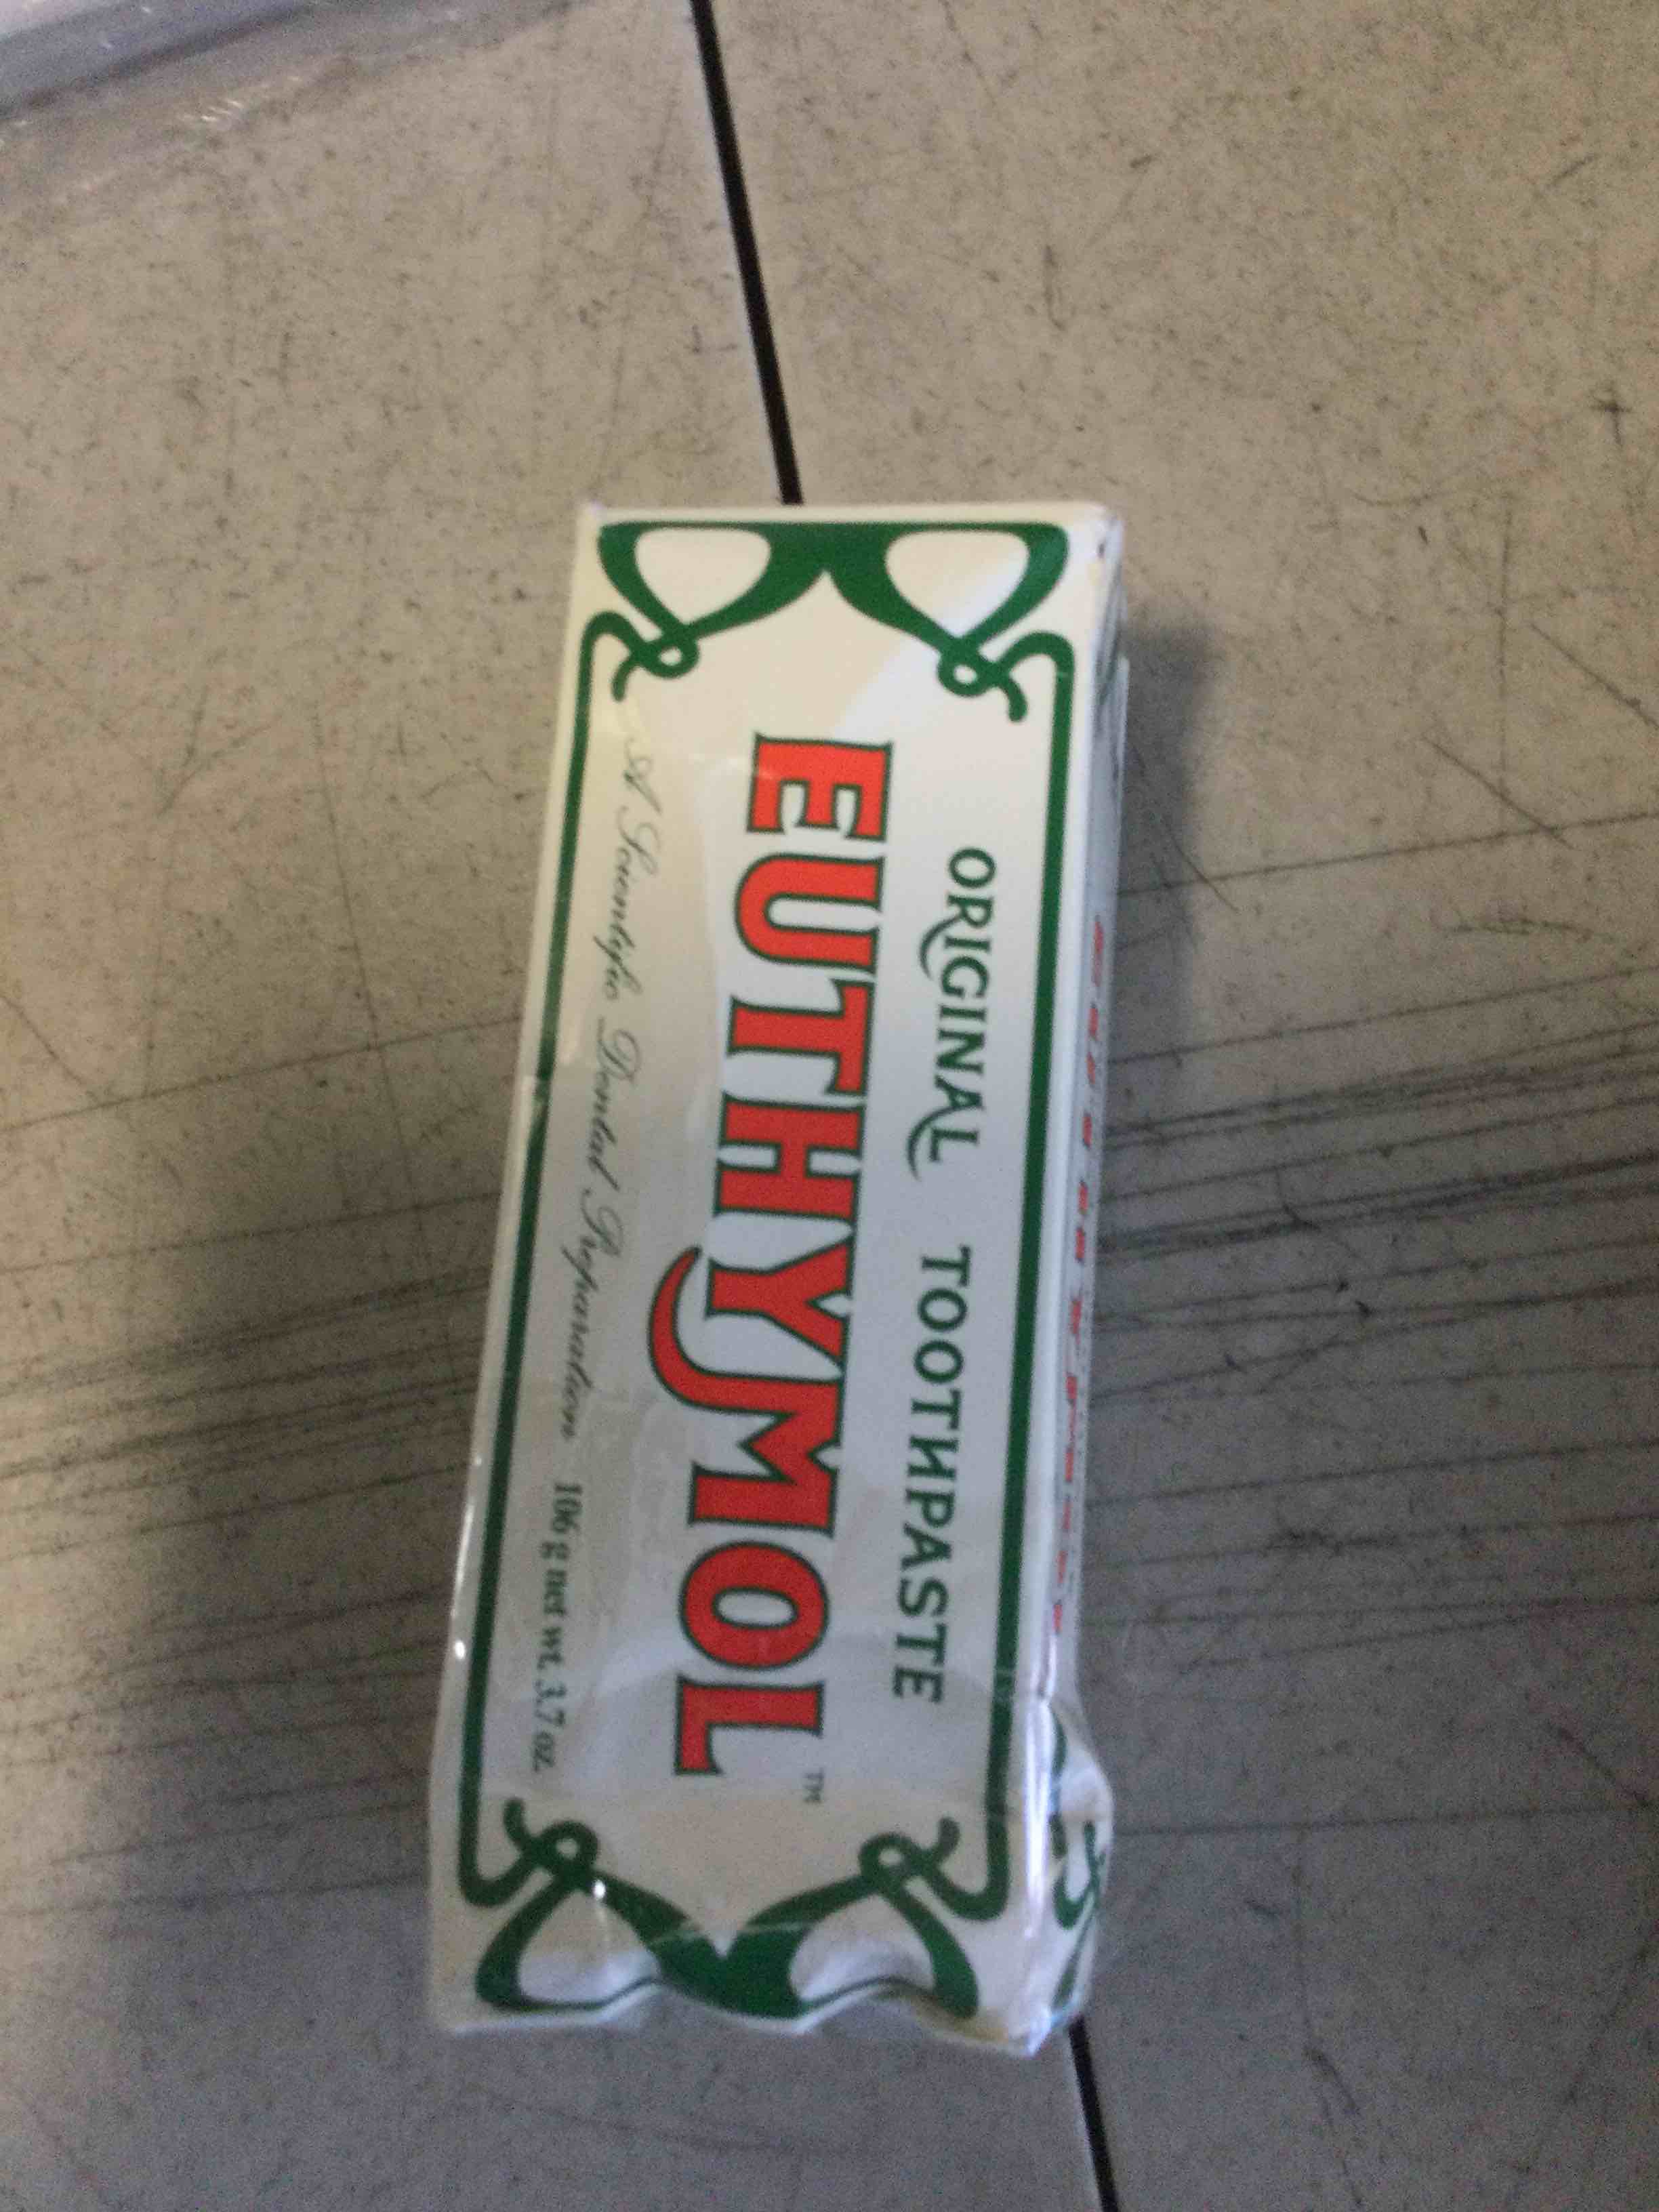 ORIGINAL TOOTHPASTE
EUTHYMOL™
A Scientific Dental Preparation 106 g net wt. 3.7 oz.